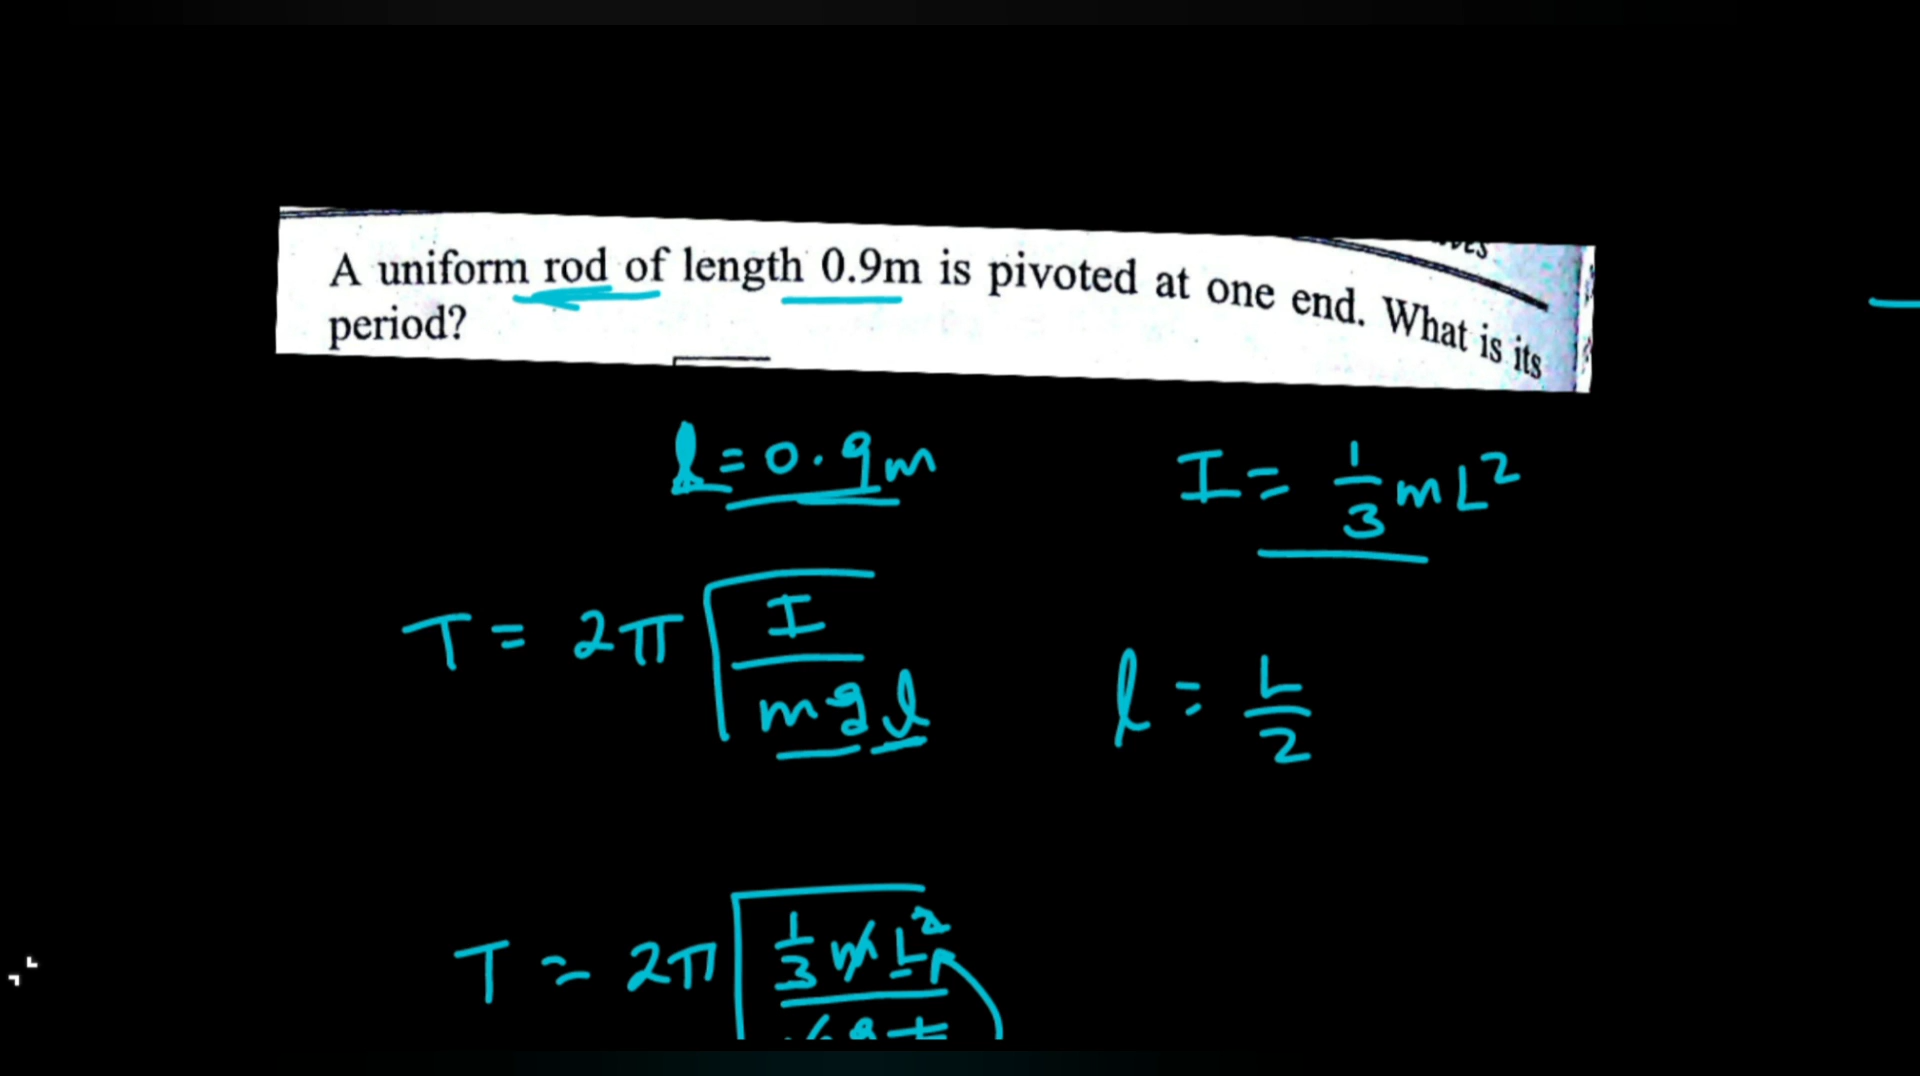 A uniform rod of length 0.9m is pivoted at one end. What is its
period?
l = 0.9m
I = 1/3 mL²
T = 2π √(I / mgl)
l = L/2
T = 2π √(1/3 mL²